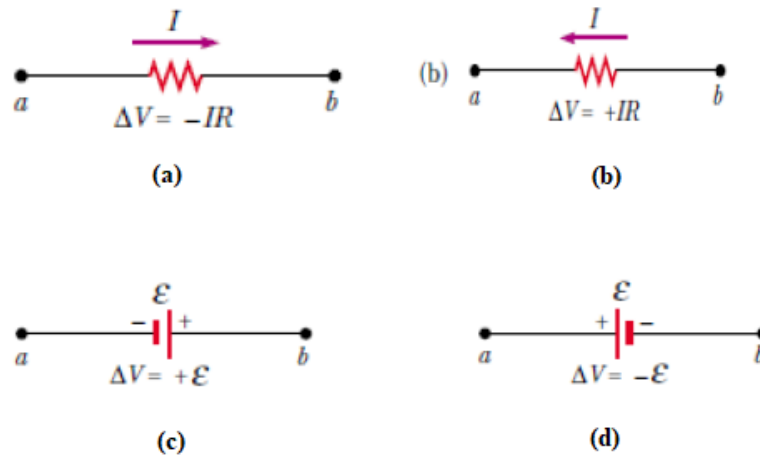 I
a b
ΔV = −IR
(a)
I
(b) a b
ΔV = +IR
(b)
ε
− +
a b
ΔV = +ε
(c)
ε
+ −
a
ΔV = −ε
(d)